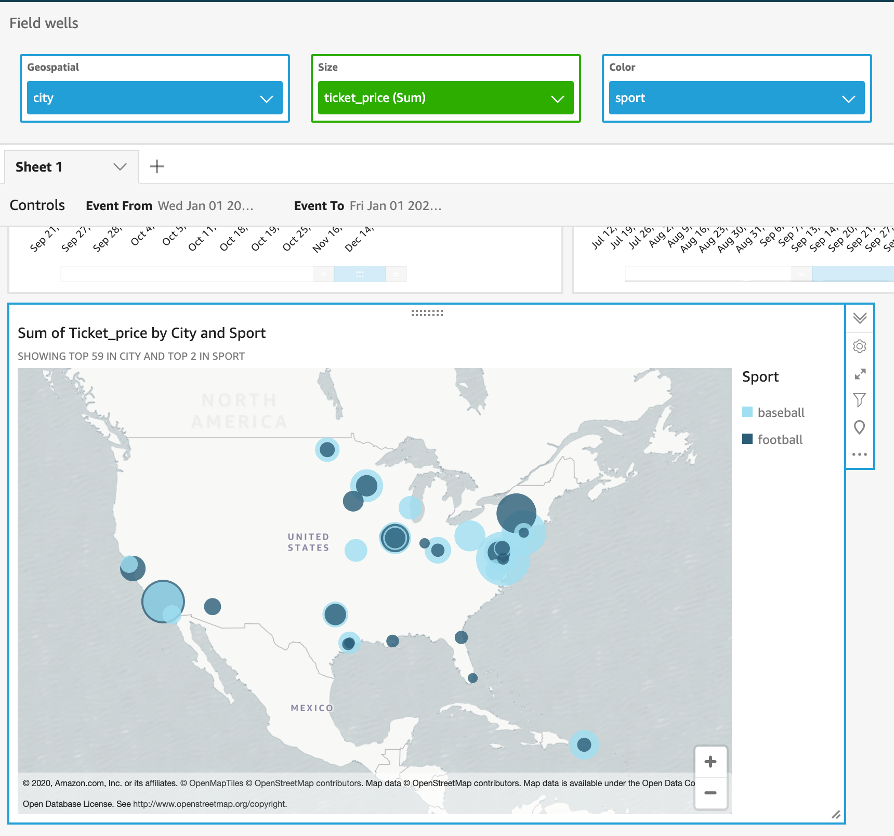 Field wells
Geospatial
Size
Color
city
ticket_price (Sum)
sport
Sheet 1
Controls
Event From Wed Jan 01 20...
Event To Fri Jan 01 202...
Sep 21,
Sep 27,
Sep 28,
Oct 4,
Oct 5,
Oct 11,
Oct 18,
Oct 19,
Oct 25,
Nov 16,
Dec 14,
Jul 12,
Jul 19,
Jul 26,
Aug 2,
Aug 9,
Aug 16,
Aug 23,
Aug 30,
Aug 31,
Sep 6,
Sep 7,
Sep 13,
Sep 14,
Sep 20,
Sep 21,
Sep 27,
Sum of Ticket_price by City and Sport
SHOWING TOP 59 IN CITY AND TOP 2 IN SPORT
Sport
baseball
football
NORTH
AMERICA
UNITED
STATES
MEXICO
© 2020, Amazon.com, Inc. or its affiliates. © OpenMapTiles © OpenStreetMap contributors. Map data © OpenStreetMap contributors. Map data is available under the Open Data Co
Open Database License. See http://www.openstreetmap.org/copyright.